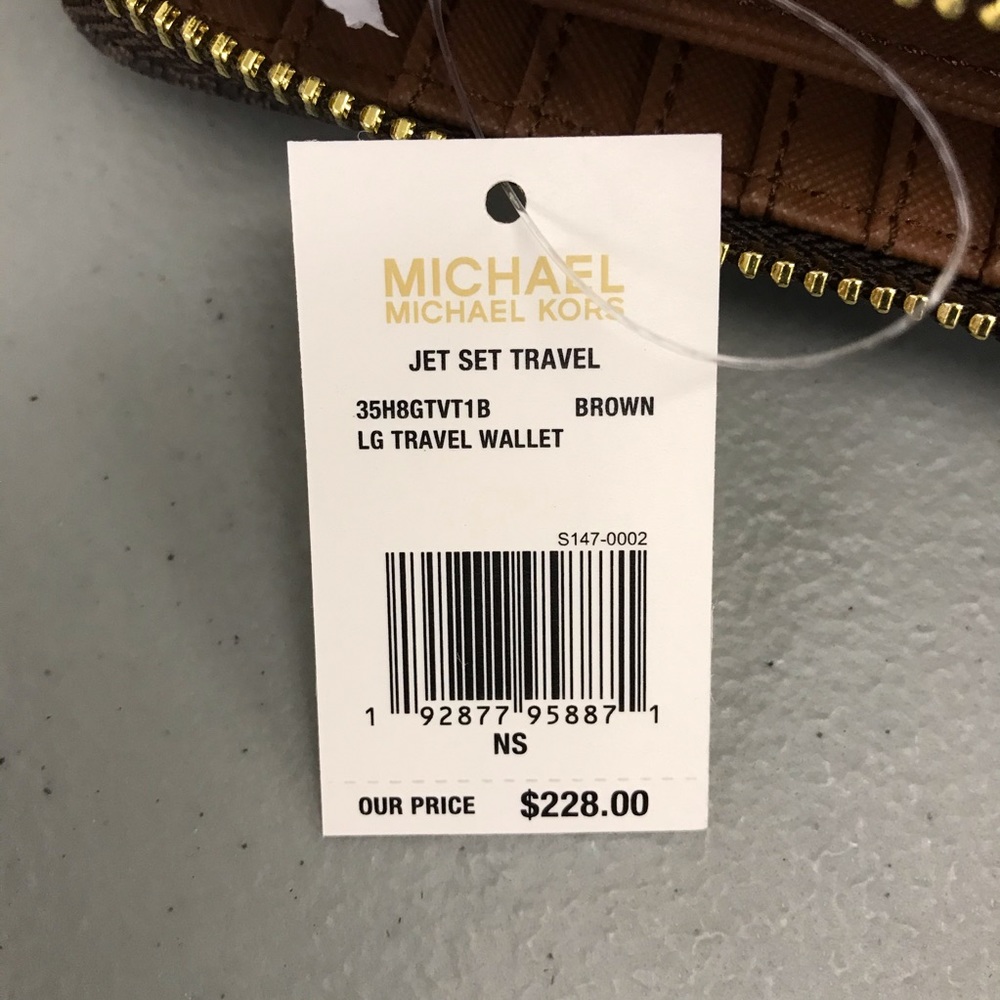 MICHAEL
MICHAEL KORS
JET SET TRAVEL
35H8GTVT1B BROWN
LG TRAVEL WALLET
S147-0002
1 92877 95887 1
NS
OUR PRICE $228.00